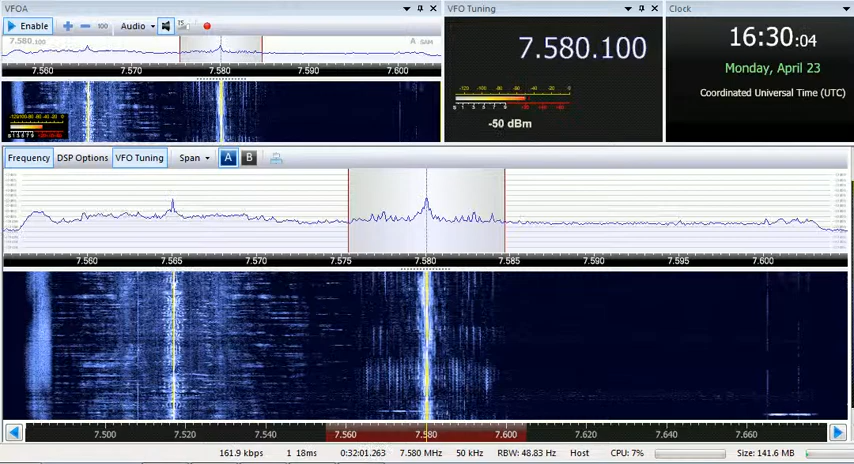 VFOA
Enable 100 Audio
7.580.100 A SAM
7.560 7.570 7.580 7.590 7.600
VFO Tuning
7.580.100
-50 dBm
Clock
16:30:04
Monday, April 23
Coordinated Universal Time (UTC)
Frequency DSP Options VFO Tuning Span A B
7.560 7.565 7.570 7.575 7.580 7.585 7.590 7.595 7.600
7.500 7.520 7.540 7.560 7.580 7.600 7.620 7.640 7.660
161.9 kbps 1 18ms 0:32:01.263 7.580 MHz 50 kHz RBW: 48.83 Hz Host CPU: 7% Size: 141.6 MB